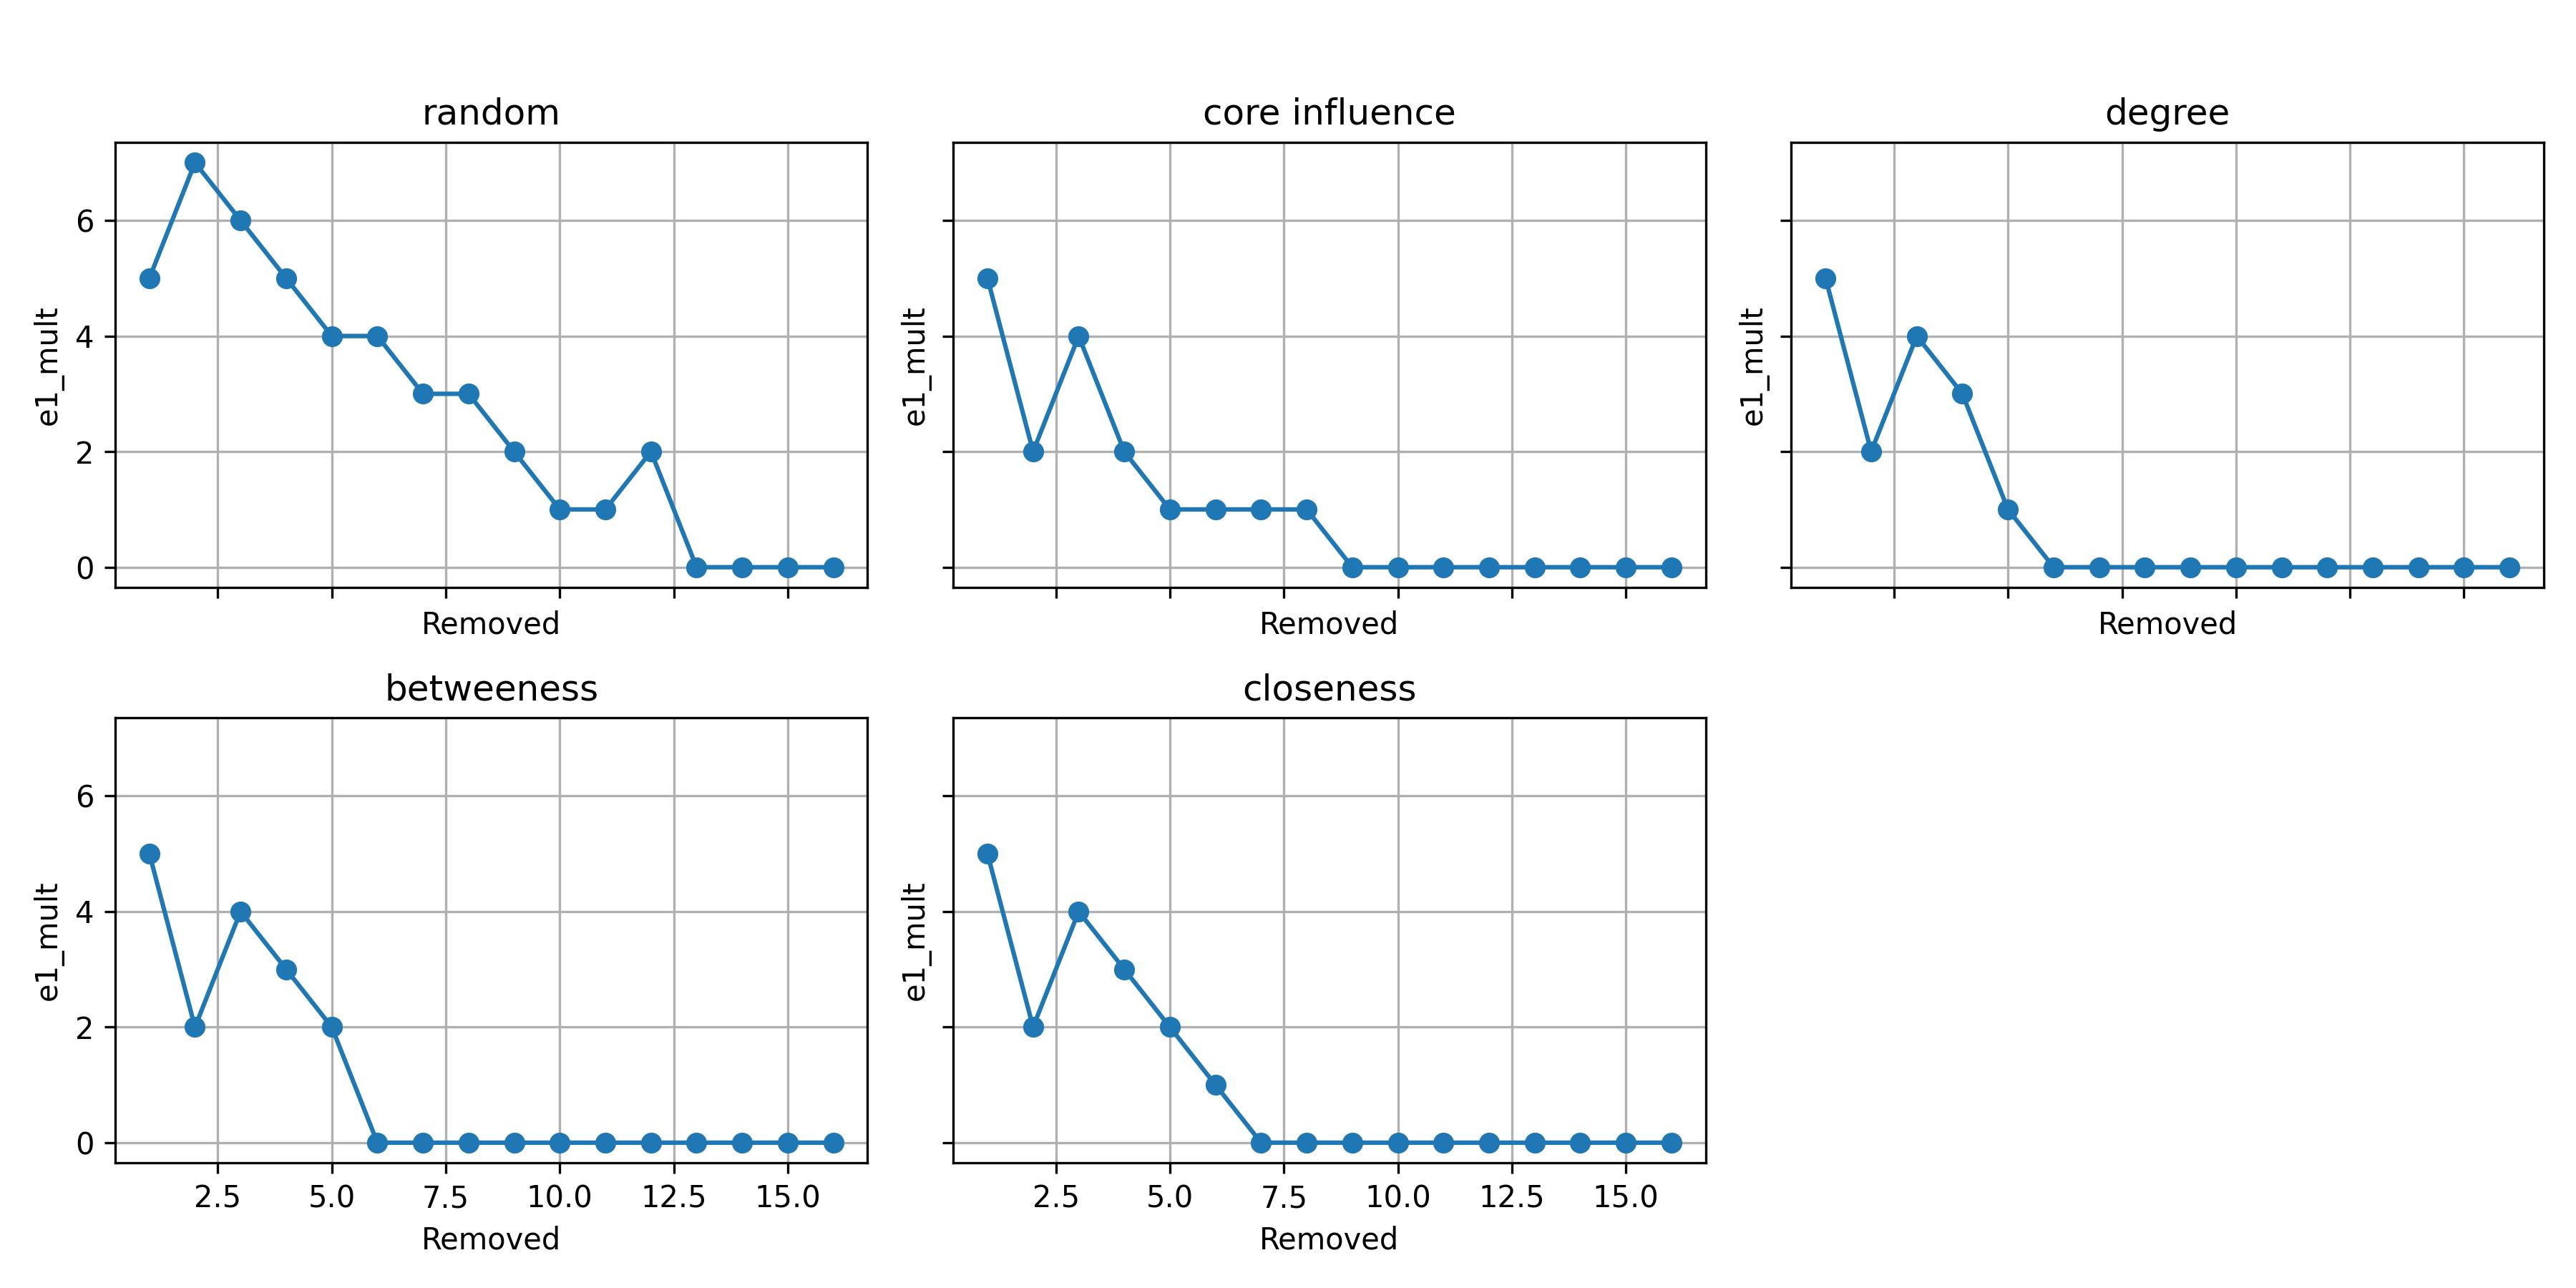 random
6
4
2
0
e1_mult
Removed
core influence
e1_mult
Removed
degree
e1_mult
Removed
betweeness
6
4
2
0
e1_mult
2.5 5.0 7.5 10.0 12.5 15.0
Removed
closeness
e1_mult
2.5 5.0 7.5 10.0 12.5 15.0
Removed